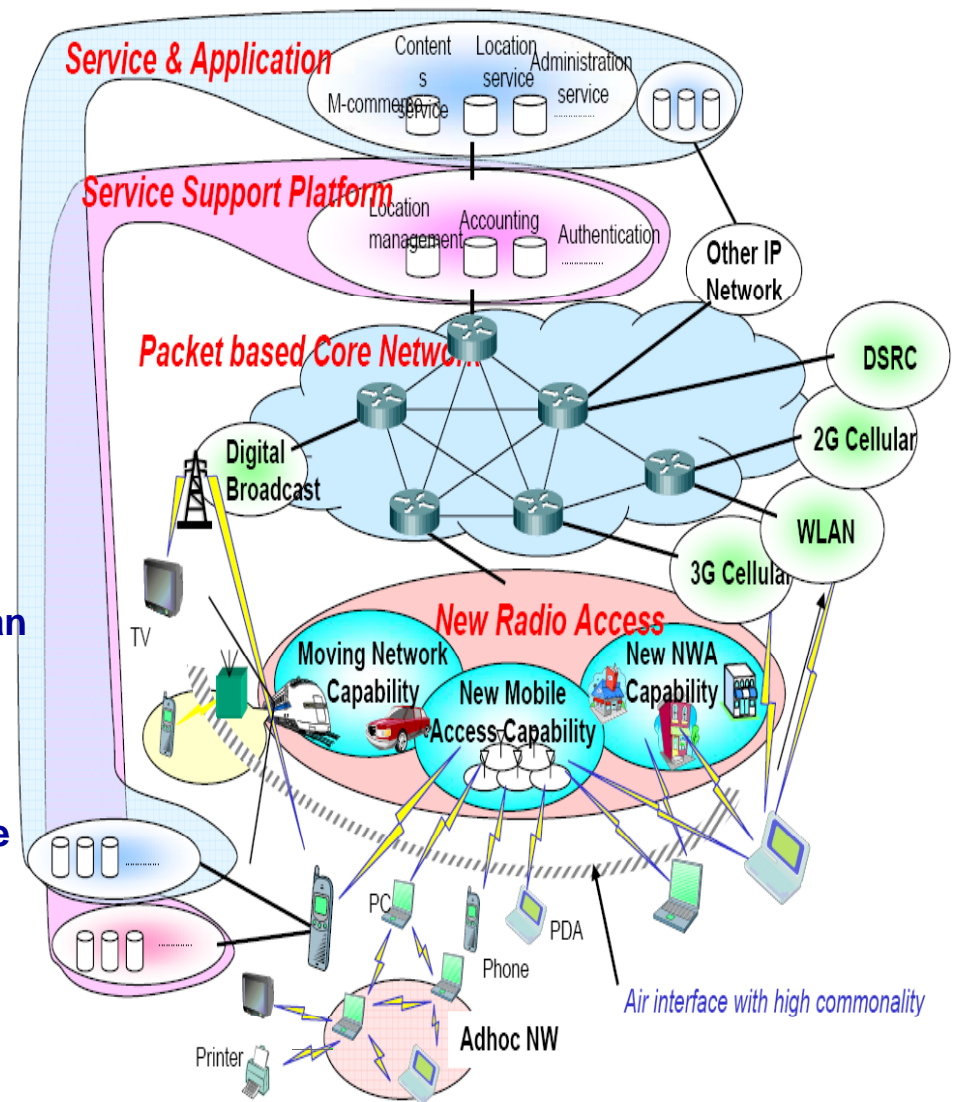 Service & Application
Content
s
service
Location
service
Administration
service
M-commerce
..............
Service Support Platform
Location
management
Accounting
Authentication
..............
Other IP
Network
Packet based Core Network
DSRC
2G Cellular
Digital
Broadcast
WLAN
3G Cellular
an
TV
New Radio Access
Moving Network
Capability
New Mobile
Access Capability
New NWA
Capability
e
..............
..............
PC
PDA
Phone
Air interface with high commonality
Adhoc NW
Printer